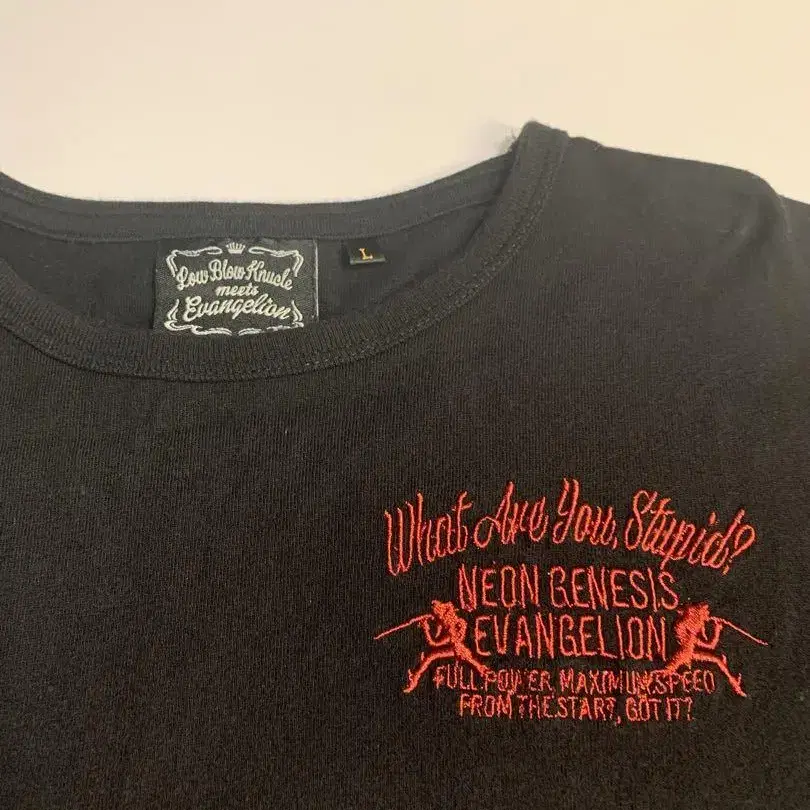 Low Blow Knucle
meets
Evangelion
L
What Are You, Stupid?
NEON GENESIS
EVANGELION
FULL POWER, MAXIMUM SPEED
FROM THE START, GOT IT?